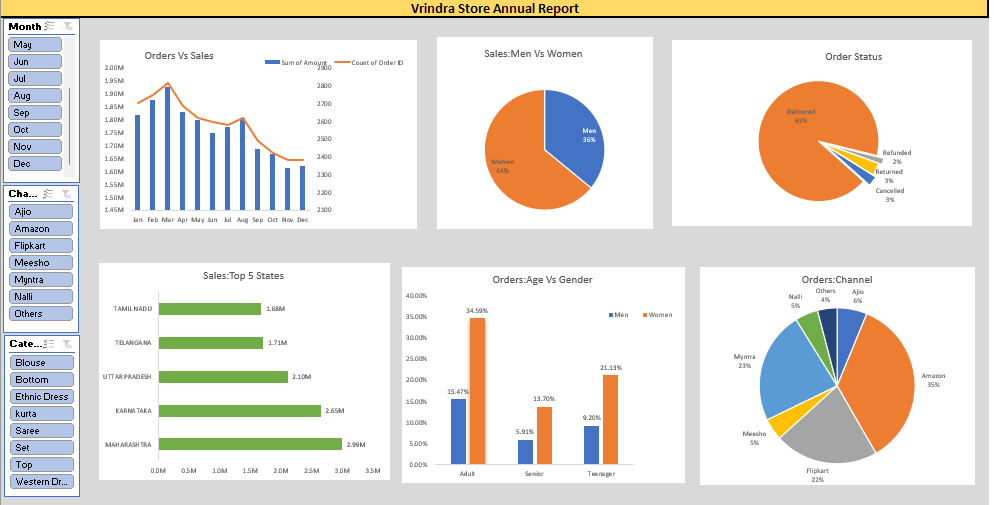 Vrindra Store Annual Report
Month
May
Jun
Jul
Aug
Sep
Oct
Nov
Dec
Cha...
Ajio
Amazon
Flipkart
Meesho
Myntra
Nalli
Others
Cate...
Blouse
Bottom
Ethnic Dress
kurta
Saree
Set
Top
Western Dr...
Orders Vs Sales
Sum of Amount
Count of Order ID
2.00M
1.95M
1.90M
1.85M
1.80M
1.75M
1.70M
1.65M
1.60M
1.55M
1.50M
1.45M
2900
2800
2700
2600
2500
2400
2300
2200
2100
Jan Feb Mar Apr May Jun Jul Aug Sep Oct Nov Dec
Sales:Men Vs Women
Men
36%
Women
64%
Order Status
Delivered
92%
Refunded
2%
Returned
3%
Cancelled
3%
Sales:Top 5 States
TAMIL NADU 1.68M
TELANGANA 1.71M
UTTAR PRADESH 2.10M
KARNATAKA 2.65M
MAHARASHTRA 2.99M
0.0M 0.5M 1.0M 1.5M 2.0M 2.5M 3.0M 3.5M
Orders:Age Vs Gender
Men Women
40.00%
35.00%
30.00%
25.00%
20.00%
15.00%
10.00%
5.00%
0.00%
15.47%
34.59%
5.91%
13.70%
9.20%
21.13%
Adult Senior Teenager
Orders:Channel
Ajio
6%
Amazon
35%
Flipkart
22%
Meesho
5%
Myntra
23%
Nalli
5%
Others
4%